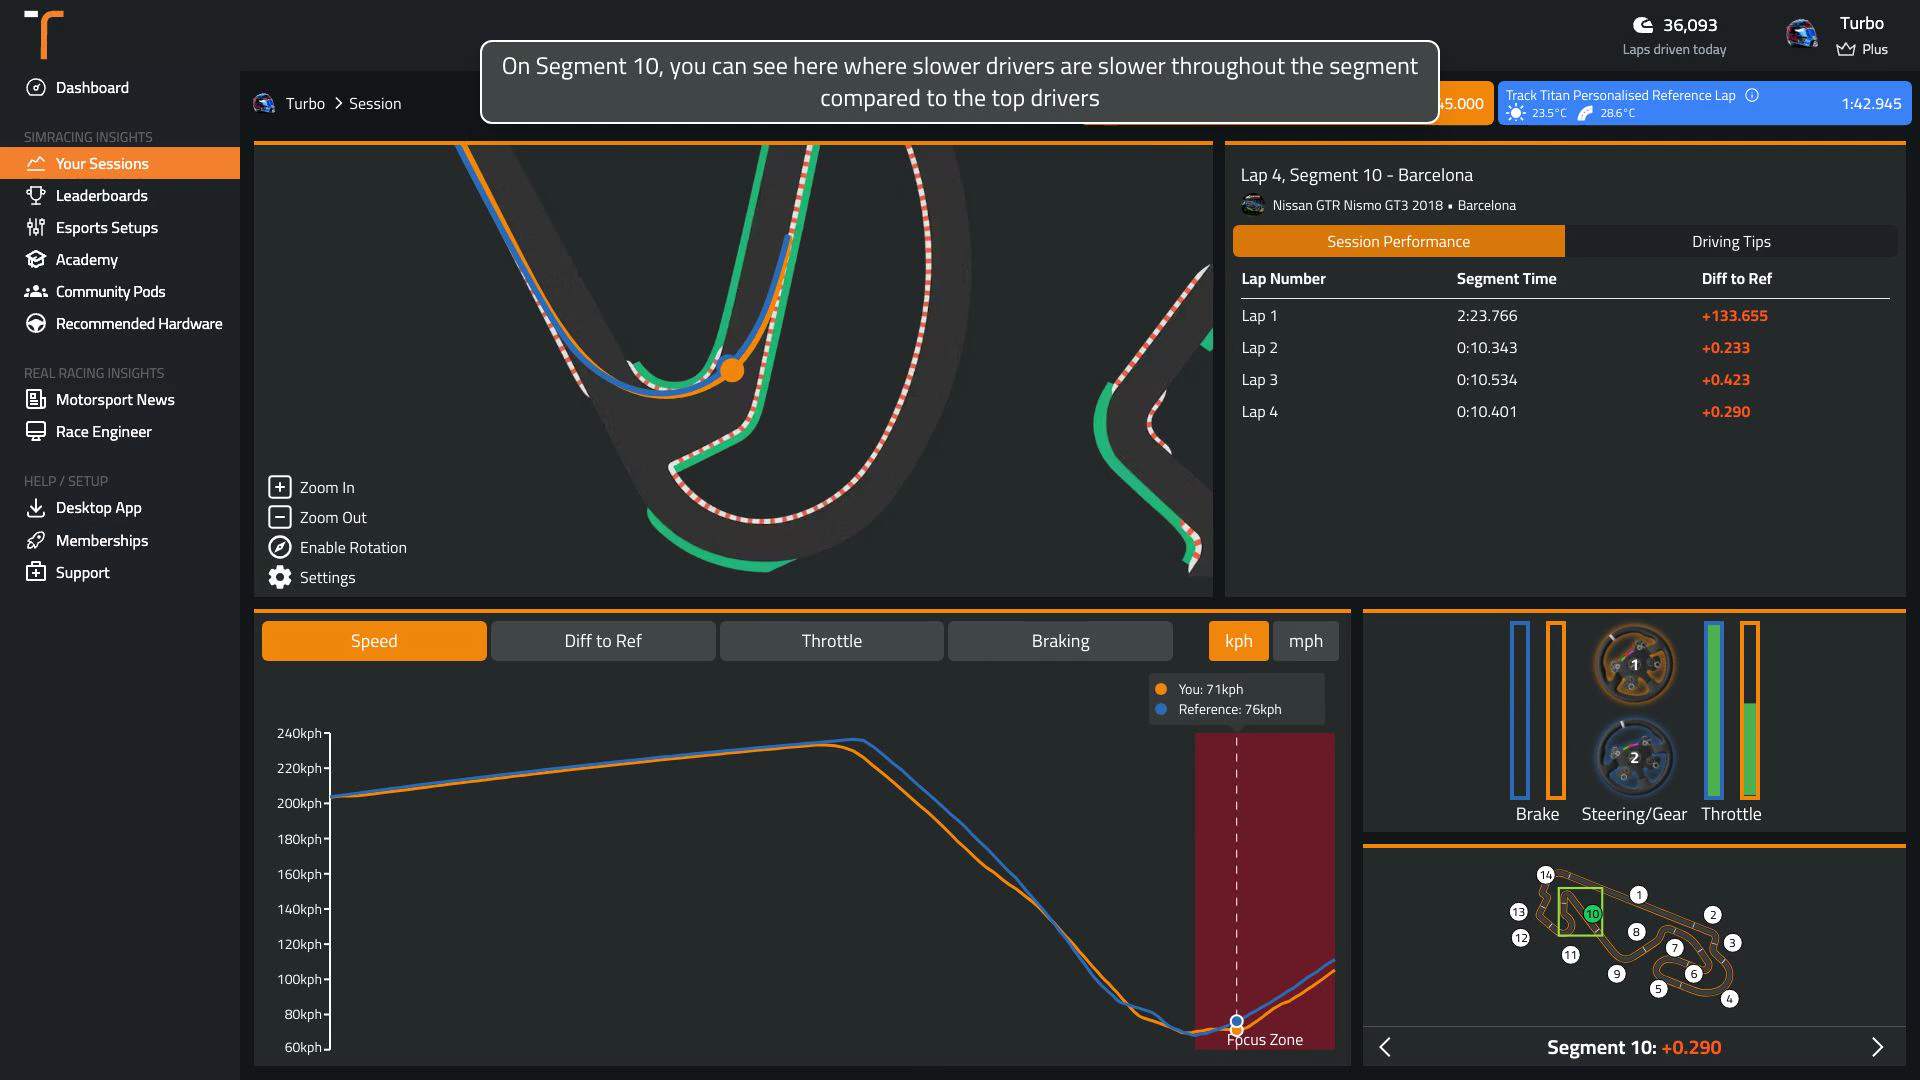 36,093
Laps driven today
Turbo
Plus
On Segment 10, you can see here where slower drivers are slower throughout the segment
compared to the top drivers
Dashboard
SIMRACING INSIGHTS
Your Sessions
Leaderboards
Esports Setups
Academy
Community Pods
Recommended Hardware
REAL RACING INSIGHTS
Motorsport News
Race Engineer
HELP / SETUP
Desktop App
Memberships
Support
Turbo > Session
5.000
Track Titan Personalised Reference Lap
23.5°C 28.6°C
1:42.945
Zoom In
Zoom Out
Enable Rotation
Settings
Lap 4, Segment 10 - Barcelona
Nissan GTR Nismo GT3 2018 • Barcelona
Session Performance Driving Tips
Lap Number Segment Time Diff to Ref
Lap 1 2:23.766 +133.655
Lap 2 0:10.343 +0.233
Lap 3 0:10.534 +0.423
Lap 4 0:10.401 +0.290
Speed Diff to Ref Throttle Braking kph mph
You: 71kph
Reference: 76kph
240kph
220kph
200kph
180kph
160kph
140kph
120kph
100kph
80kph
60kph
Focus Zone
1
2
Brake Steering/Gear Throttle
14
1
13
10
2
12
8
3
11
7
9
6
5
4
Segment 10: +0.290